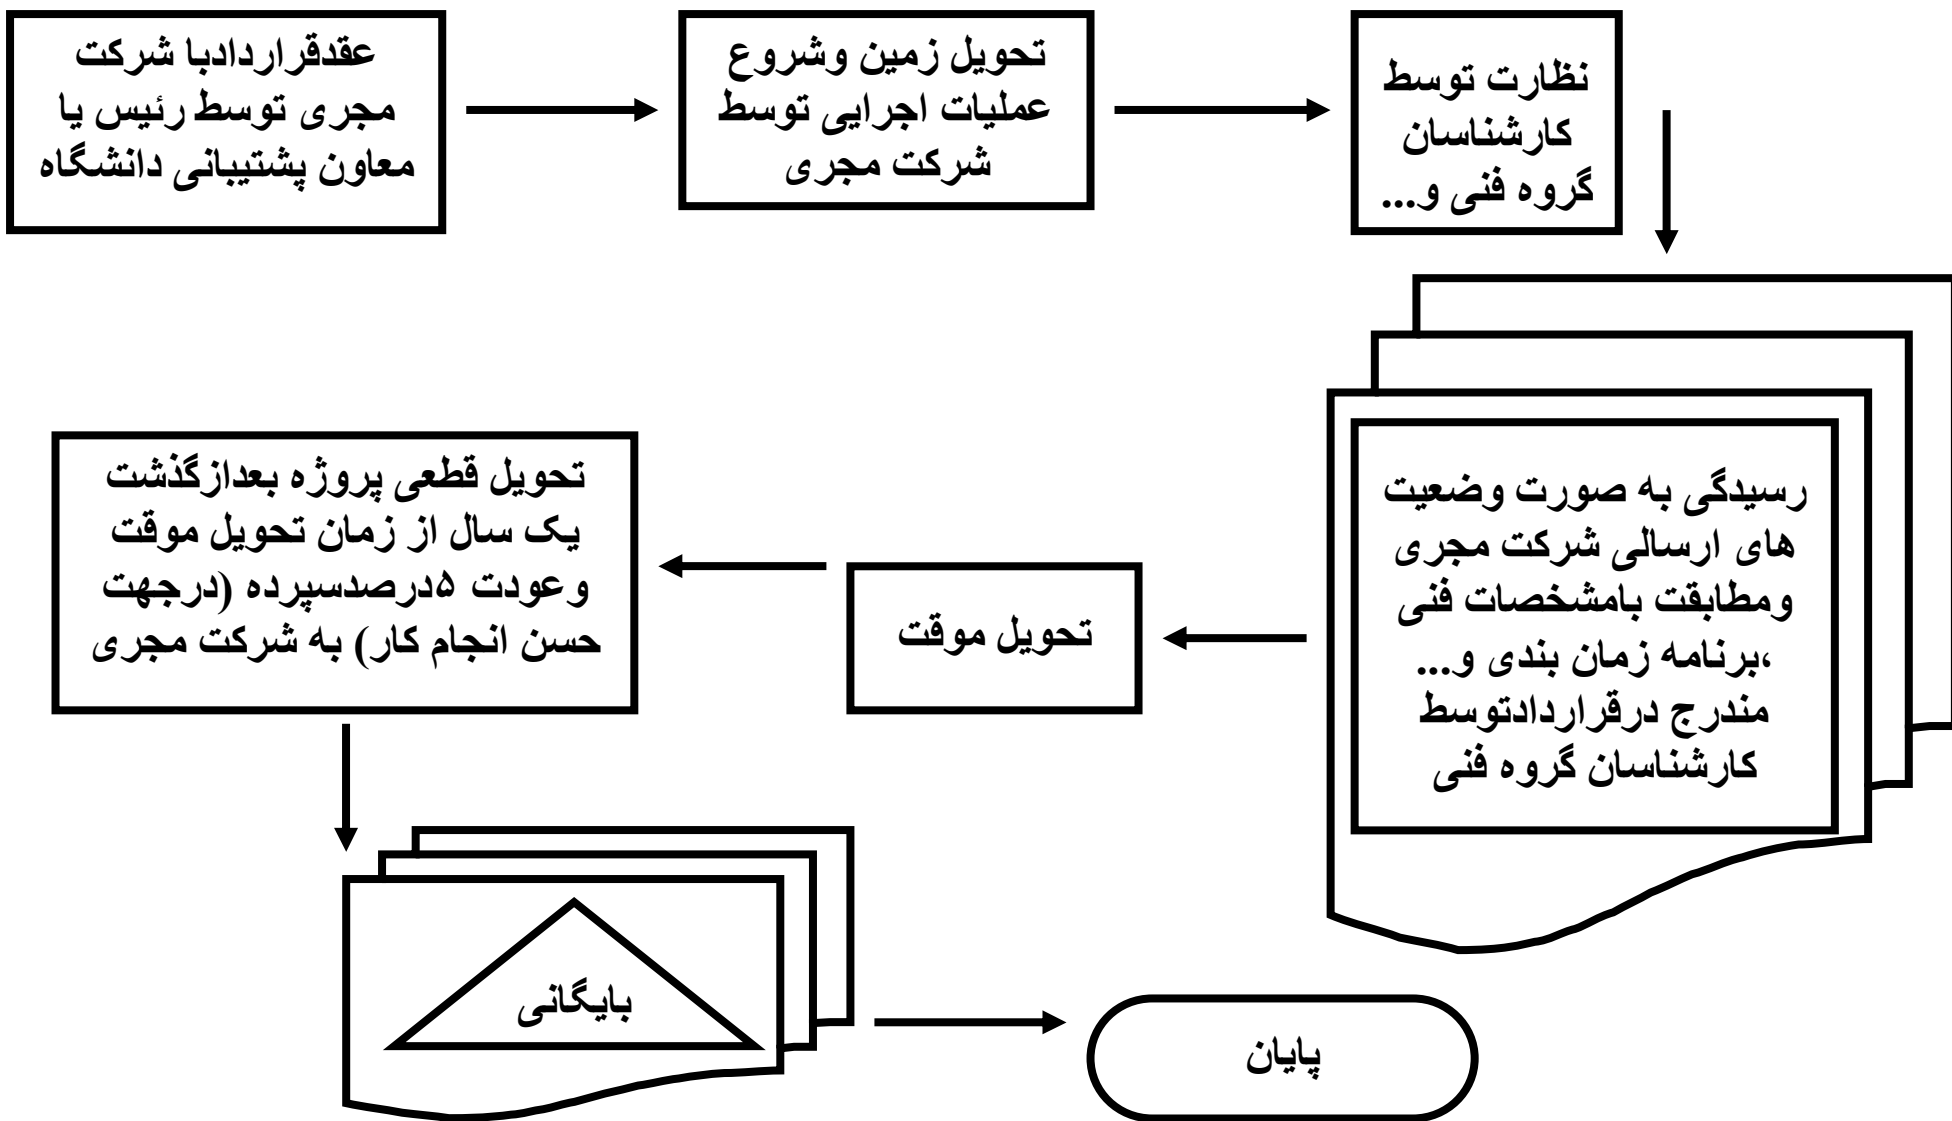 عقدقراردادبا شرکت
مجری توسط رئیس یا
معاون پشتیبانی دانشگاه
تحویل زمین وشروع
عملیات اجرایی توسط
شرکت مجری
نظارت توسط
کارشناسان
گروه فنی و...
رسیدگی به صورت وضعیت
های ارسالی شرکت مجری
ومطابقت بامشخصات فنی
،برنامه زمان بندی و...
مندرج درقراردادتوسط
کارشناسان گروه فنی
تحویل موقت
تحویل قطعی پروژه بعدازگذشت
یک سال از زمان تحویل موقت
وعودت ۵درصدسپرده (درجهت
حسن انجام کار) به شرکت مجری
بایگانی
پایان